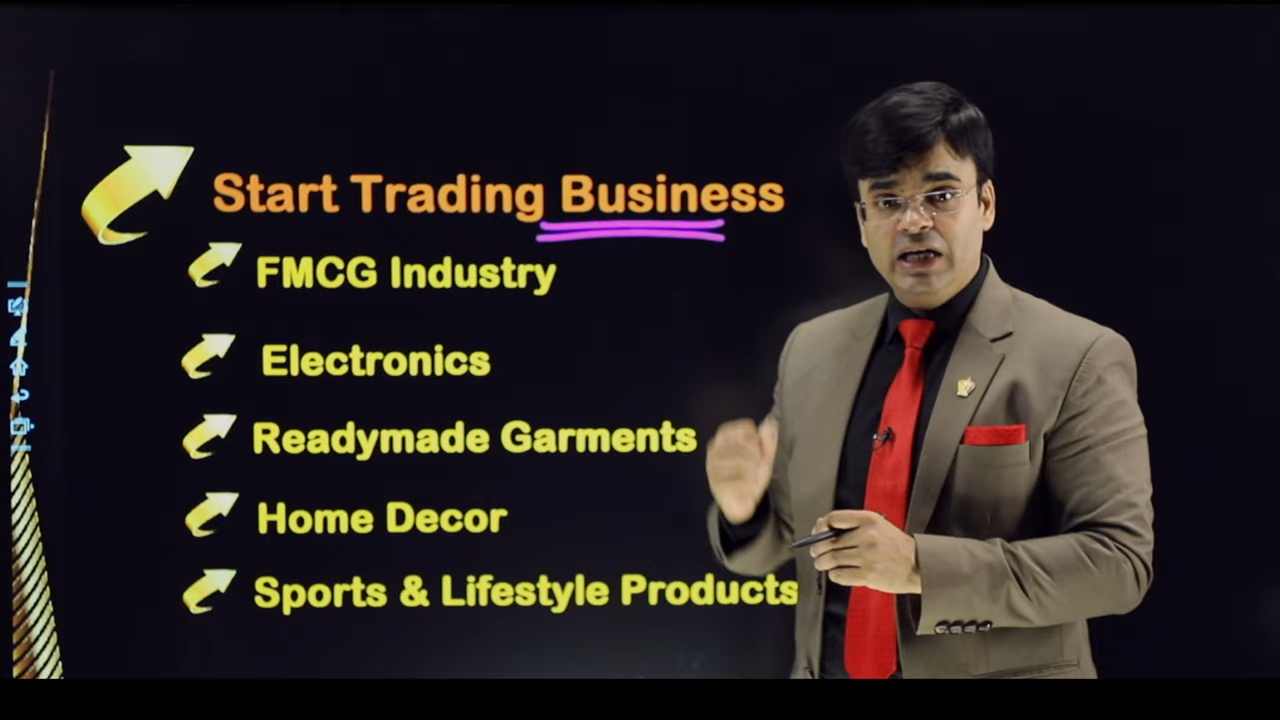 Start Trading Business
FMCG Industry
Electronics
Readymade Garments
Home Decor
Sports & Lifestyle Products